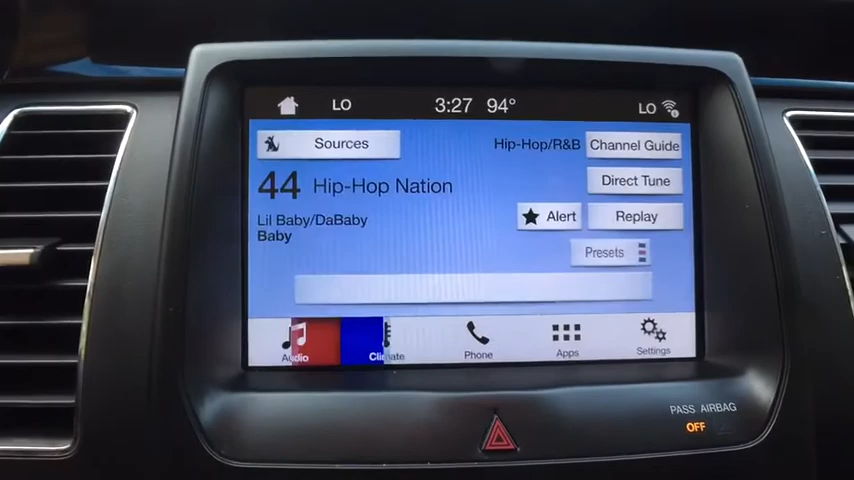 LO 3:27 94° LO
Sources
Hip-Hop/R&B
Channel Guide
44 Hip-Hop Nation
Direct Tune
Lil Baby/DaBaby
Baby
Alert
Replay
Presets
Audio
Climate
Phone
Apps
Settings
PASS AIRBAG
OFF